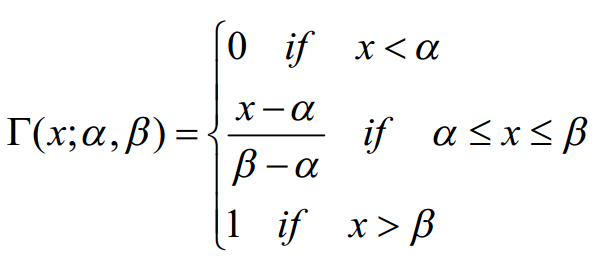 0 if x < α
Γ(x;α,β) = { x − α / β − α if α ≤ x ≤ β
1 if x > β